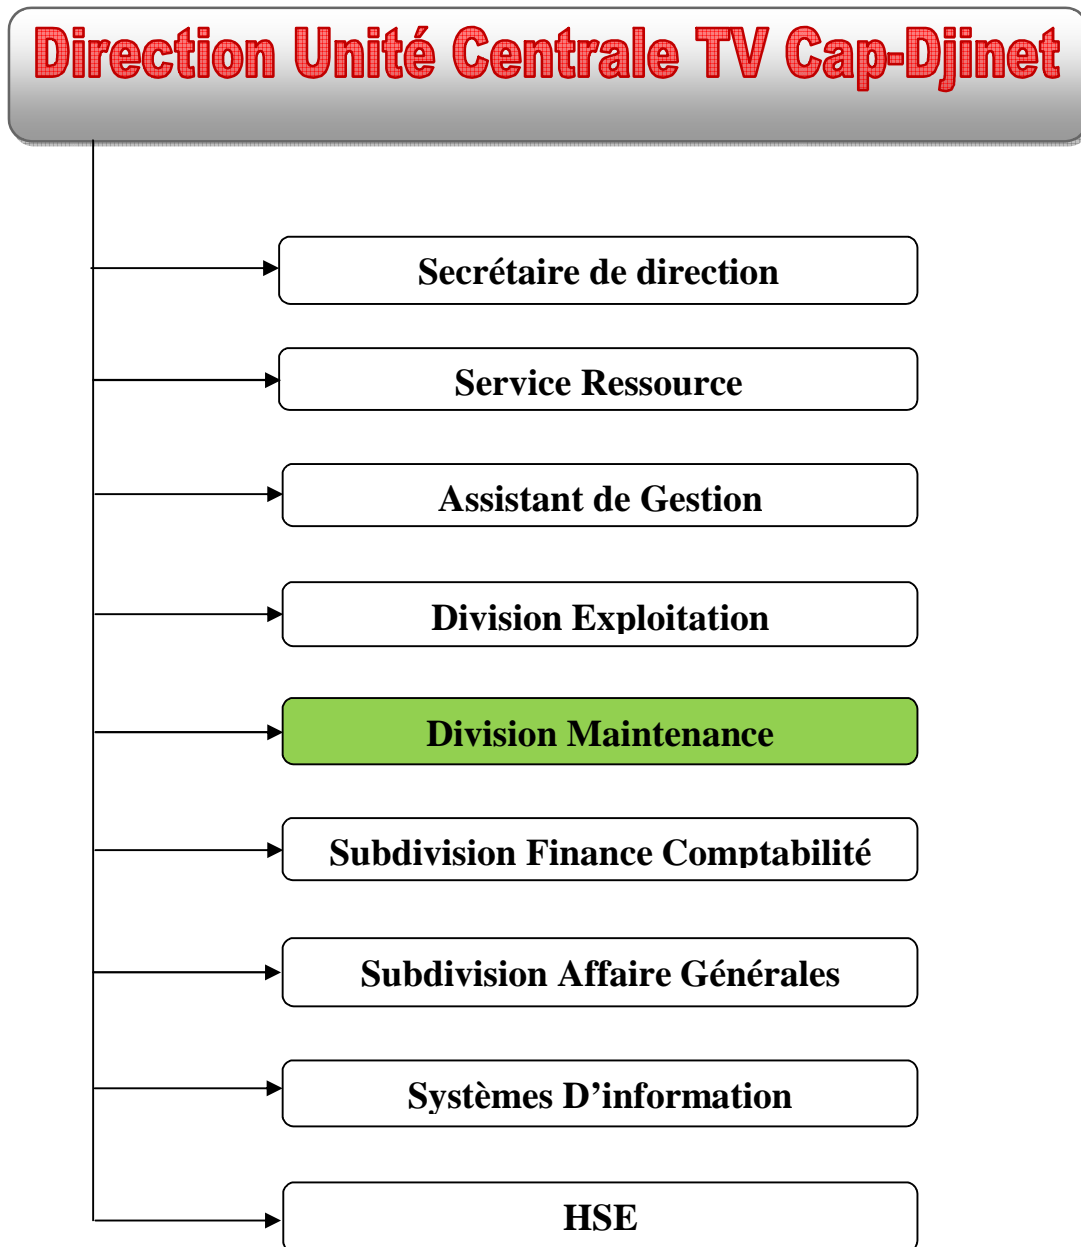 Direction Unité Centrale TV Cap-Djinet
Secrétaire de direction
Service Ressource
Assistant de Gestion
Division Exploitation
Division Maintenance
Subdivision Finance Comptabilité
Subdivision Affaire Générales
Systèmes D’information
HSE